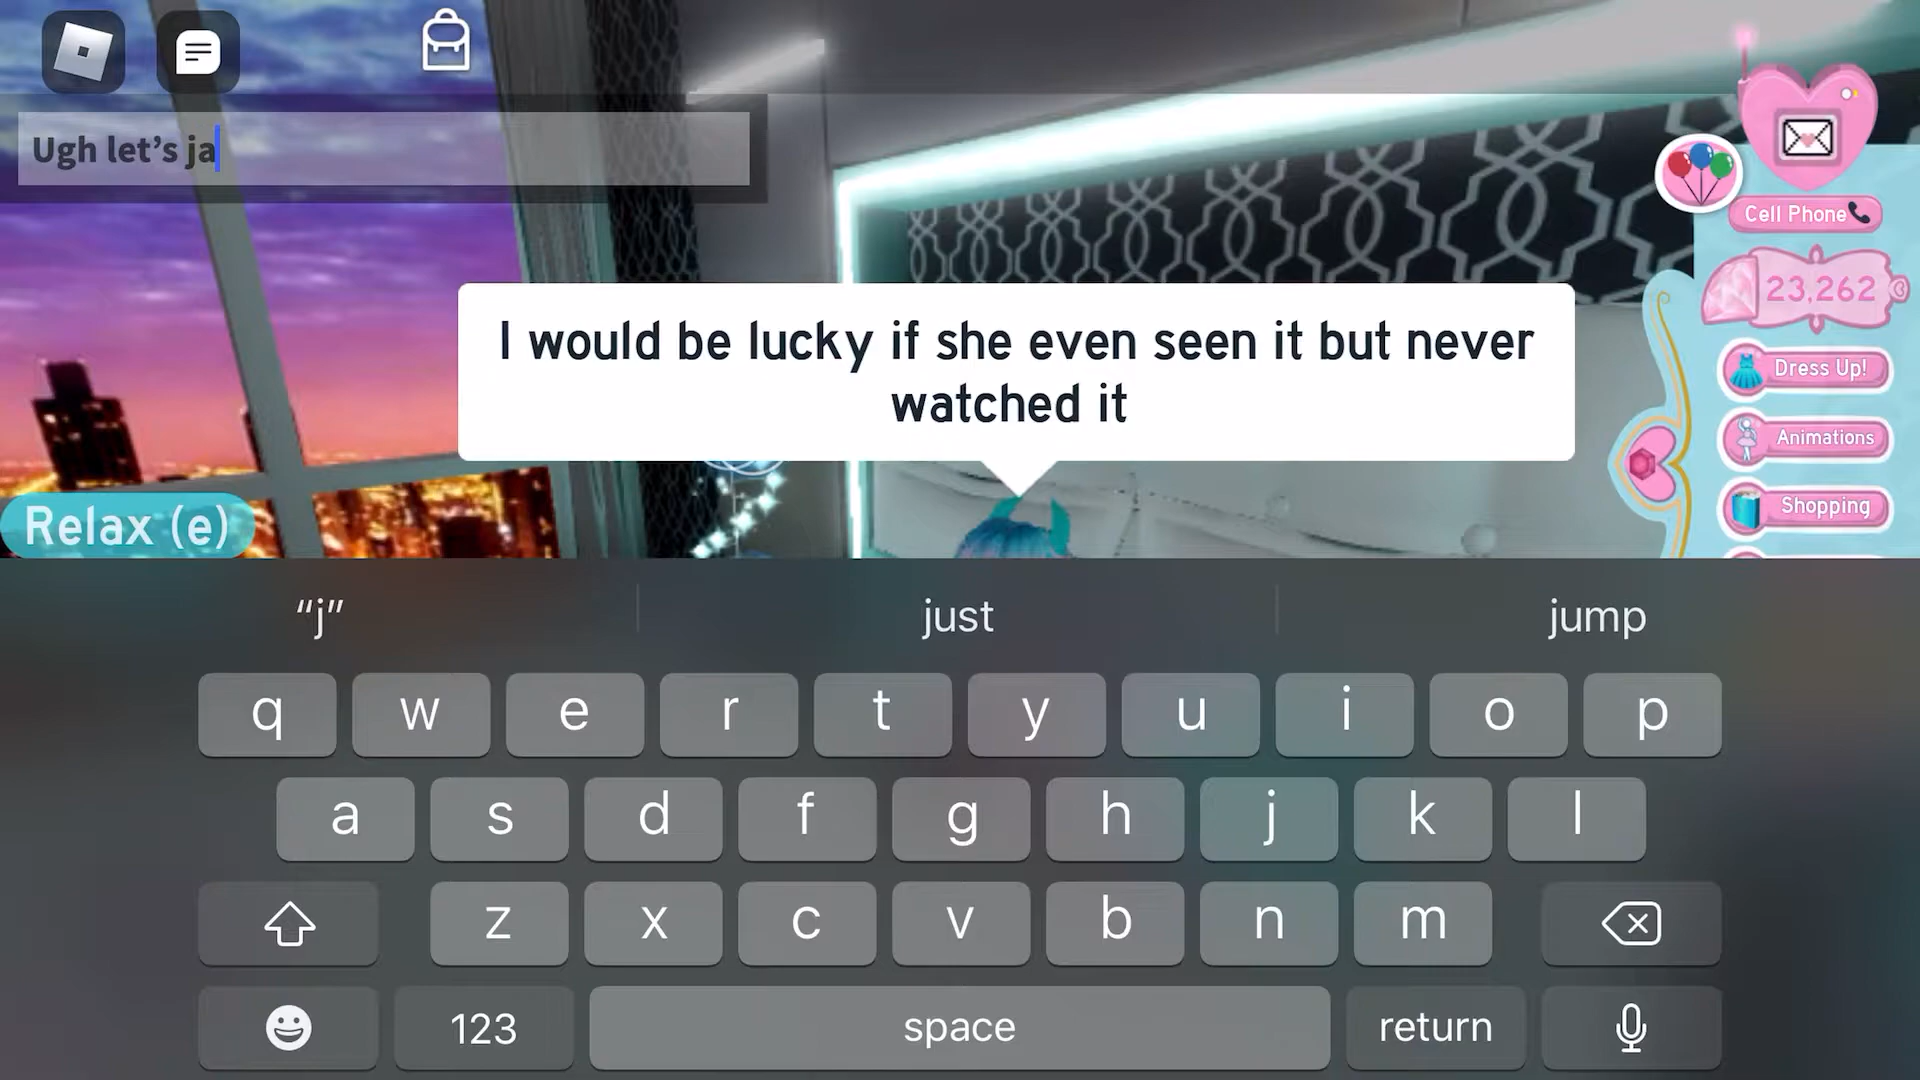 Ugh let’s ja
Cell Phone
23,262
I would be lucky if she even seen it but never
watched it
Dress Up!
Animations
Shopping
Relax (e)
“j” just jump
q w e r t y u i o p
a s d f g h j k l
z x c v b n m
123 space return